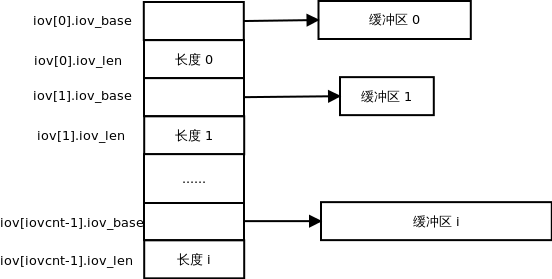 iov[0].iov_base
缓冲区 0
iov[0].iov_len
长度 0
iov[1].iov_base
缓冲区 1
iov[1].iov_len
长度 1
......
iov[iovcnt-1].iov_base
缓冲区 i
iov[iovcnt-1].iov_len
长度 i